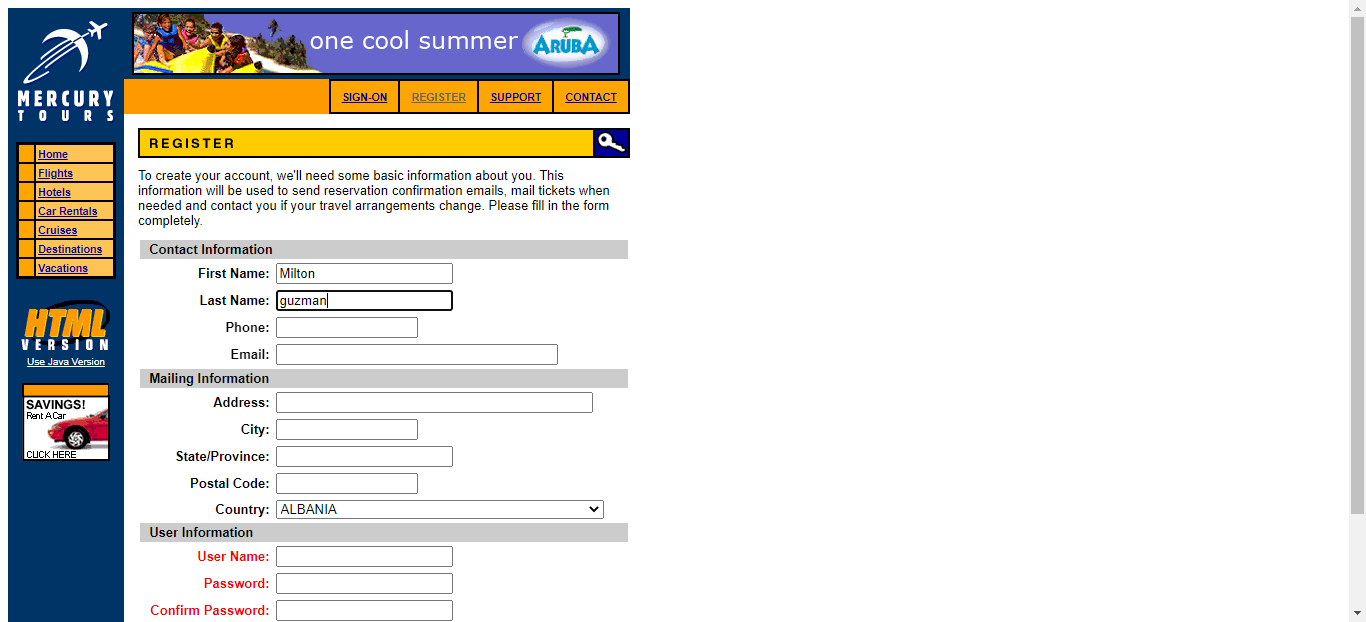 one cool summer ARUBA
MERCURY
TOURS
SIGN-ON REGISTER SUPPORT CONTACT
Home
Flights
Hotels
Car Rentals
Cruises
Destinations
Vacations
HTML
VERSION
Use Java Version
SAVINGS!
Rent A Car
CLICK HERE
REGISTER
To create your account, we'll need some basic information about you. This
information will be used to send reservation confirmation emails, mail tickets when
needed and contact you if your travel arrangements change. Please fill in the form
completely.
Contact Information
First Name: Milton
Last Name: guzman
Phone:
Email:
Mailing Information
Address:
City:
State/Province:
Postal Code:
Country: ALBANIA
User Information
User Name:
Password:
Confirm Password: